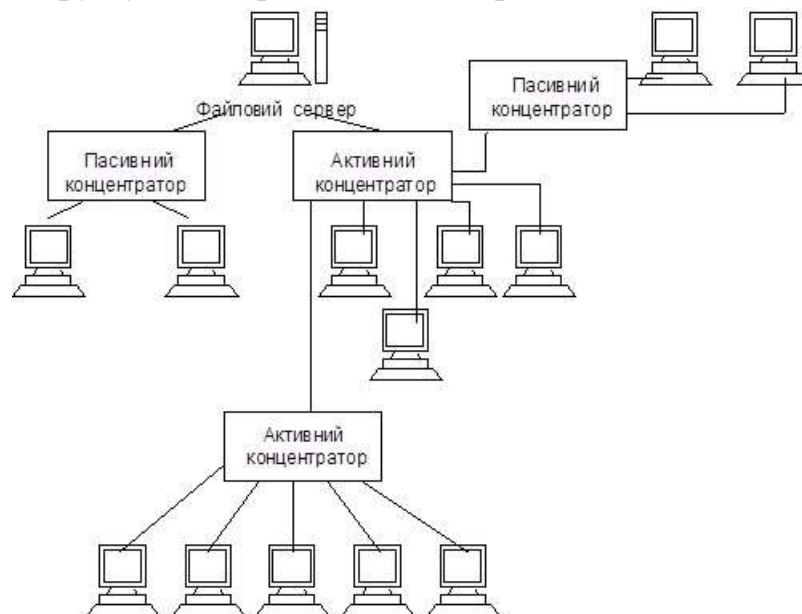 Файловий сервер
Пасивний
концентратор
Пасивний
концентратор
Активний
концентратор
Активний
концентратор